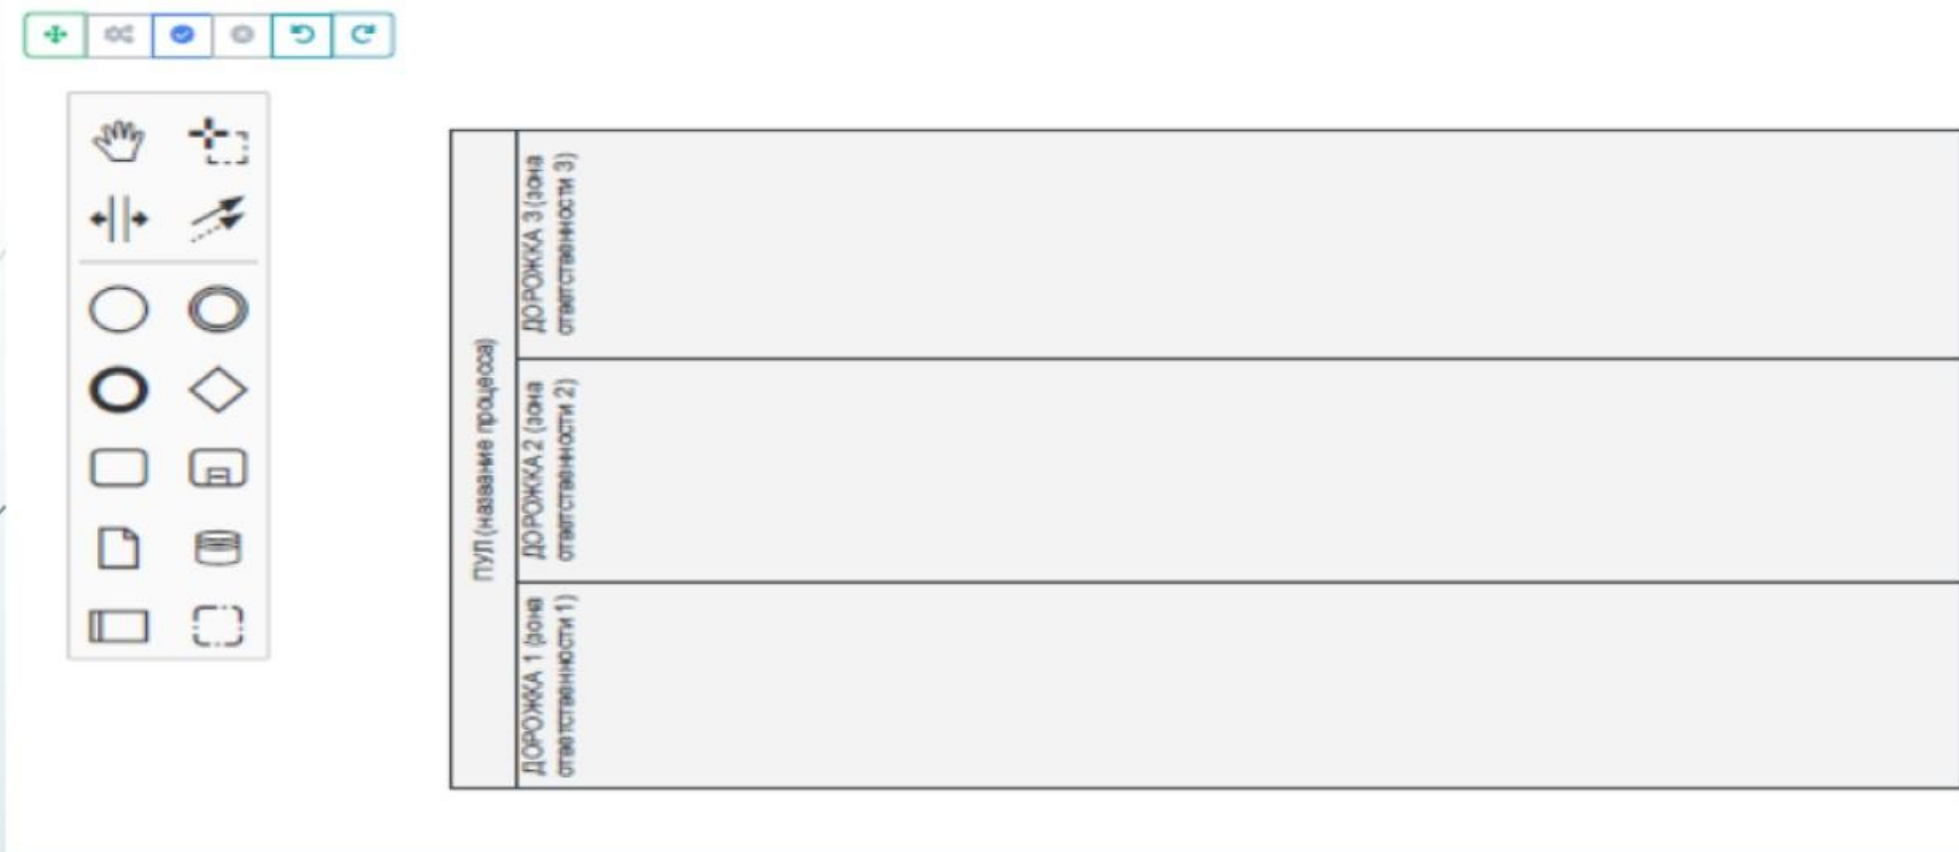 ПУЛ (название процесса)
ДОРОЖКА 3 (зона
ответственности 3)
ДОРОЖКА 2 (зона
ответственности 2)
ДОРОЖКА 1 (зона
ответственности 1)